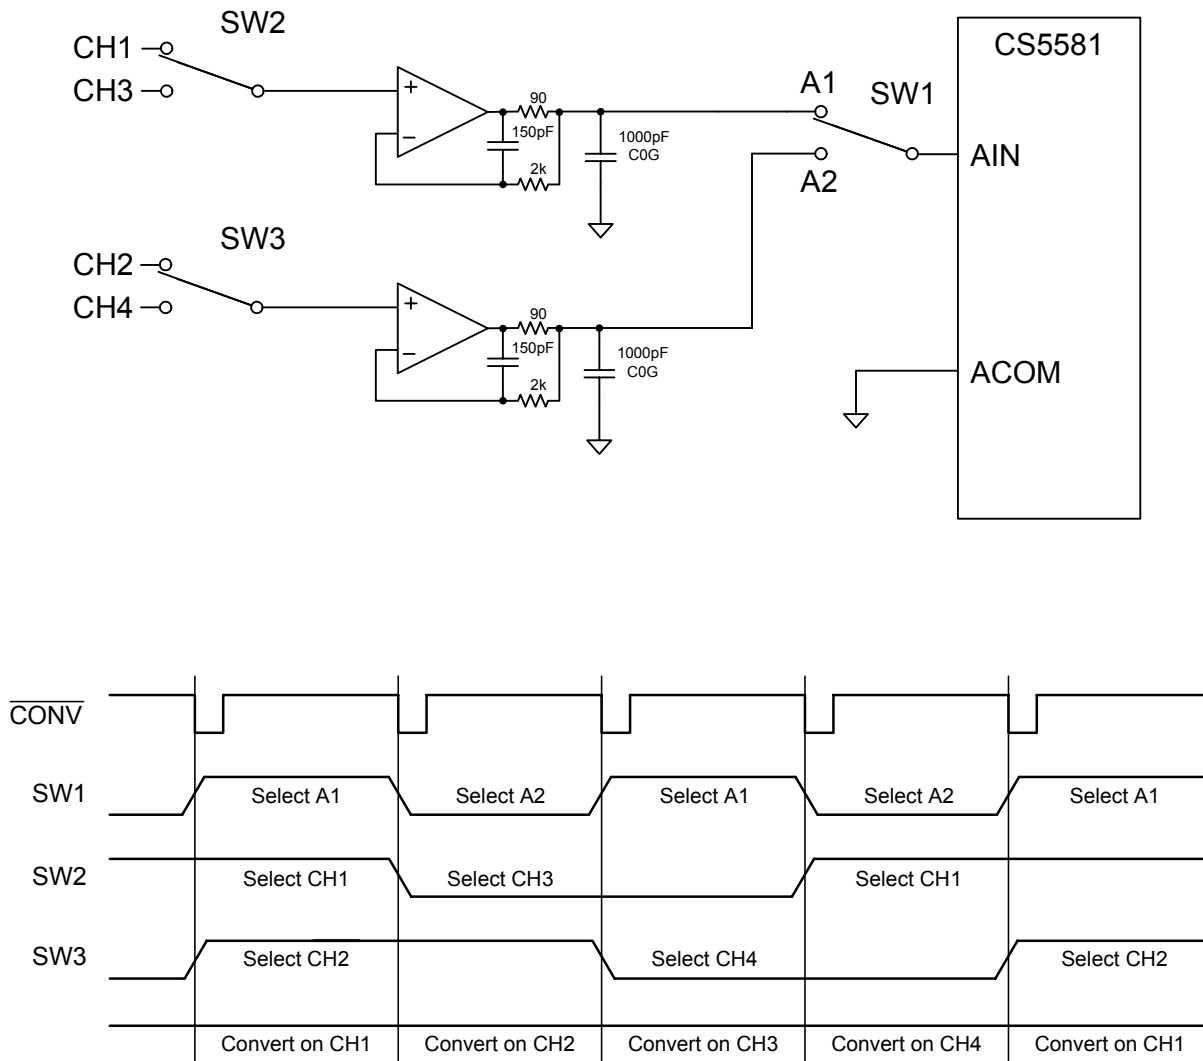 SW2
CS5581
CH1
CH3
+
−
90
150pF
2k
1000pF
C0G
A1
SW1
A2
AIN
SW3
CH2
CH4
+
−
90
150pF
2k
1000pF
C0G
ACOM
CONV
SW1 Select A1 Select A2 Select A1 Select A2 Select A1
SW2 Select CH1 Select CH3 Select CH1
SW3 Select CH2 Select CH4 Select CH2
Convert on CH1 Convert on CH2 Convert on CH3 Convert on CH4 Convert on CH1